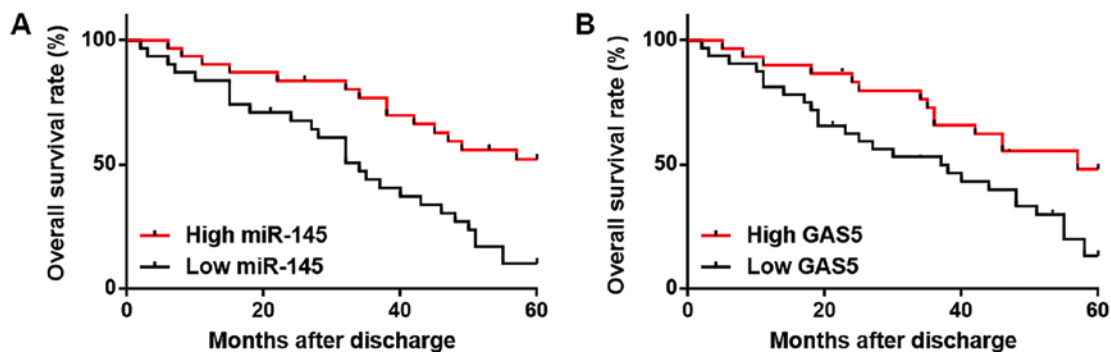 A
Overall survival rate (%)
100
50
0
High miR-145
Low miR-145
0 20 40 60
Months after discharge
B
Overall survival rate (%)
100
50
0
High GAS5
Low GAS5
0 20 40 60
Months after discharge